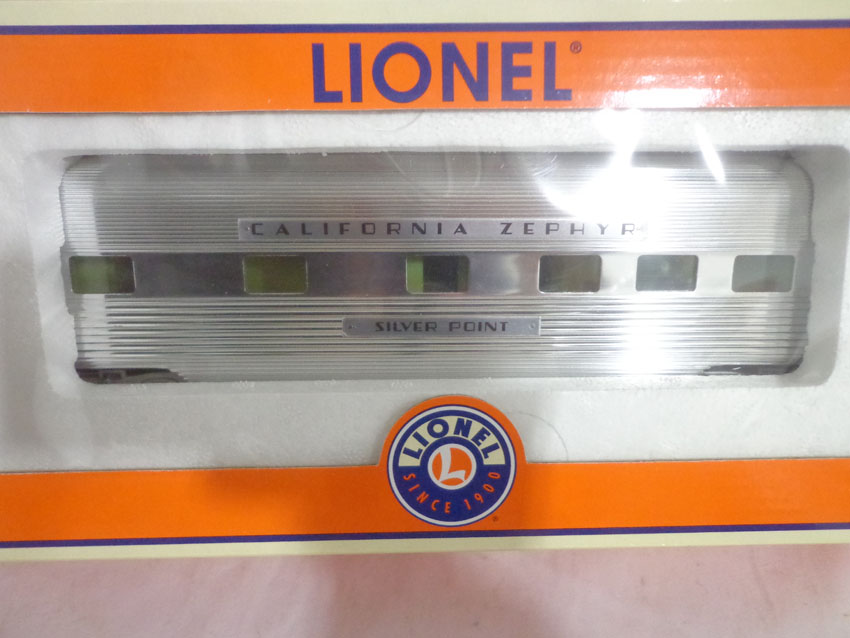 LIONEL®
CALIFORNIA ZEPHYR
SILVER POINT
LIONEL
L
SINCE 1900
®